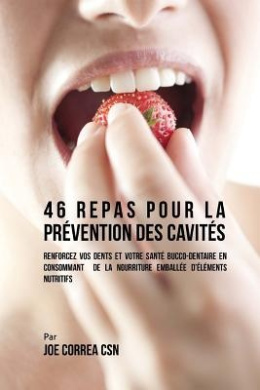 46 REPAS POUR LA
PRÉVENTION DES CAVITÉS
RENFORCEZ VOS DENTS ET VOTRE SANTÉ BUCCO-DENTAIRE EN
CONSOMMANT DE LA NOURRITURE EMBALLÉE D'ÉLÉMENTS
NUTRITIFS
Par
JOE CORREA CSN